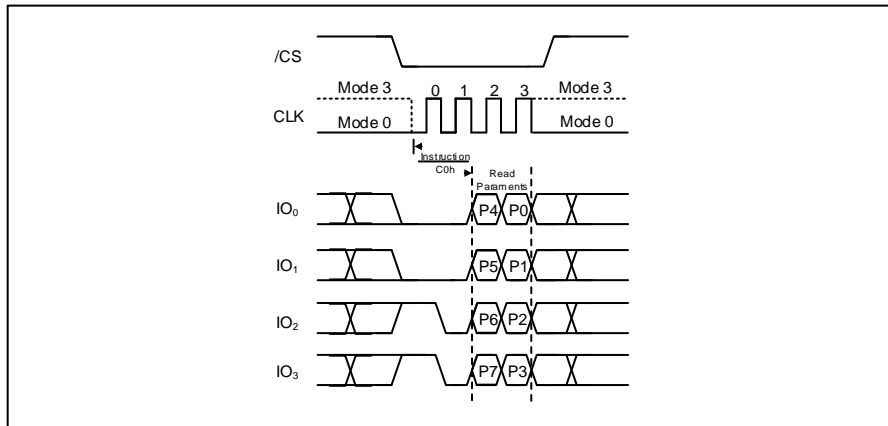 /CS
Mode 3 0 1 2 3 Mode 3
CLK
Mode 0 Mode 0
Instruction
C0h
Read
Paraments
IO0 P4 P0
IO1 P5 P1
IO2 P6 P2
IO3 P7 P3